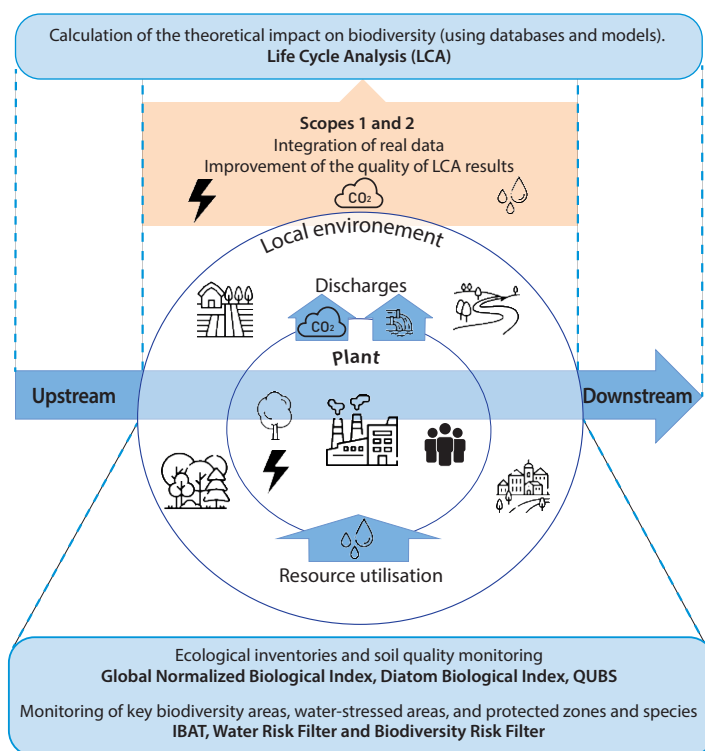 Calculation of the theoretical impact on biodiversity (using databases and models).
Life Cycle Analysis (LCA)
Scopes 1 and 2
Integration of real data
Improvement of the quality of LCA results
CO₂
Local environement
Discharges
CO₂
Plant
Upstream
Downstream
Resource utilisation
Ecological inventories and soil quality monitoring
Global Normalized Biological Index, Diatom Biological Index, QUBS
Monitoring of key biodiversity areas, water-stressed areas, and protected zones and species
IBAT, Water Risk Filter and Biodiversity Risk Filter